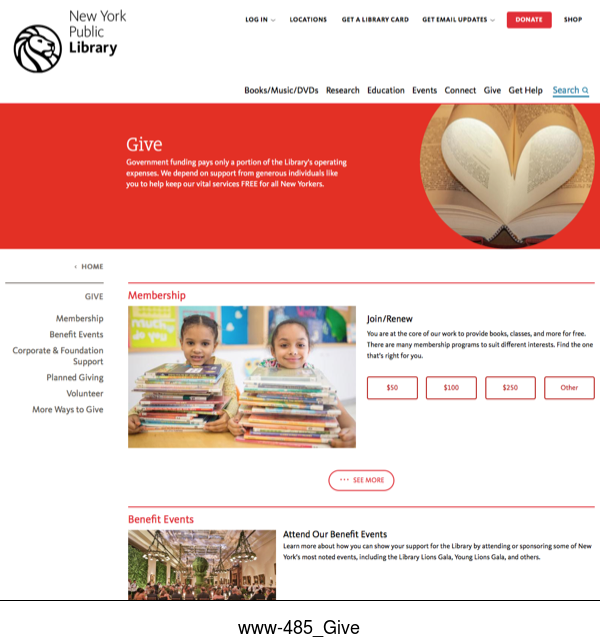 New York
Public
Library
LOG IN LOCATIONS GET A LIBRARY CARD GET EMAIL UPDATES DONATE SHOP
Books/Music/DVDs Research Education Events Connect Give Get Help Search
Give
Government funding pays only a portion of the Library's operating
expenses. We depend on support from generous individuals like
you to help keep our vital services FREE for all New Yorkers.
‹ HOME
GIVE
Membership
Benefit Events
Corporate & Foundation
Support
Planned Giving
Volunteer
More Ways to Give
Membership
Join/Renew
You are at the core of our work to provide books, classes, and more for free.
There are many membership programs to suit different interests. Find the one
that's right for you.
$50 $100 $250 Other
••• SEE MORE
Benefit Events
Attend Our Benefit Events
Learn more about how you can show your support for the Library by attending or sponsoring some of New
York's most noted events, including the Library Lions Gala, Young Lions Gala, and others.
www-485_Give